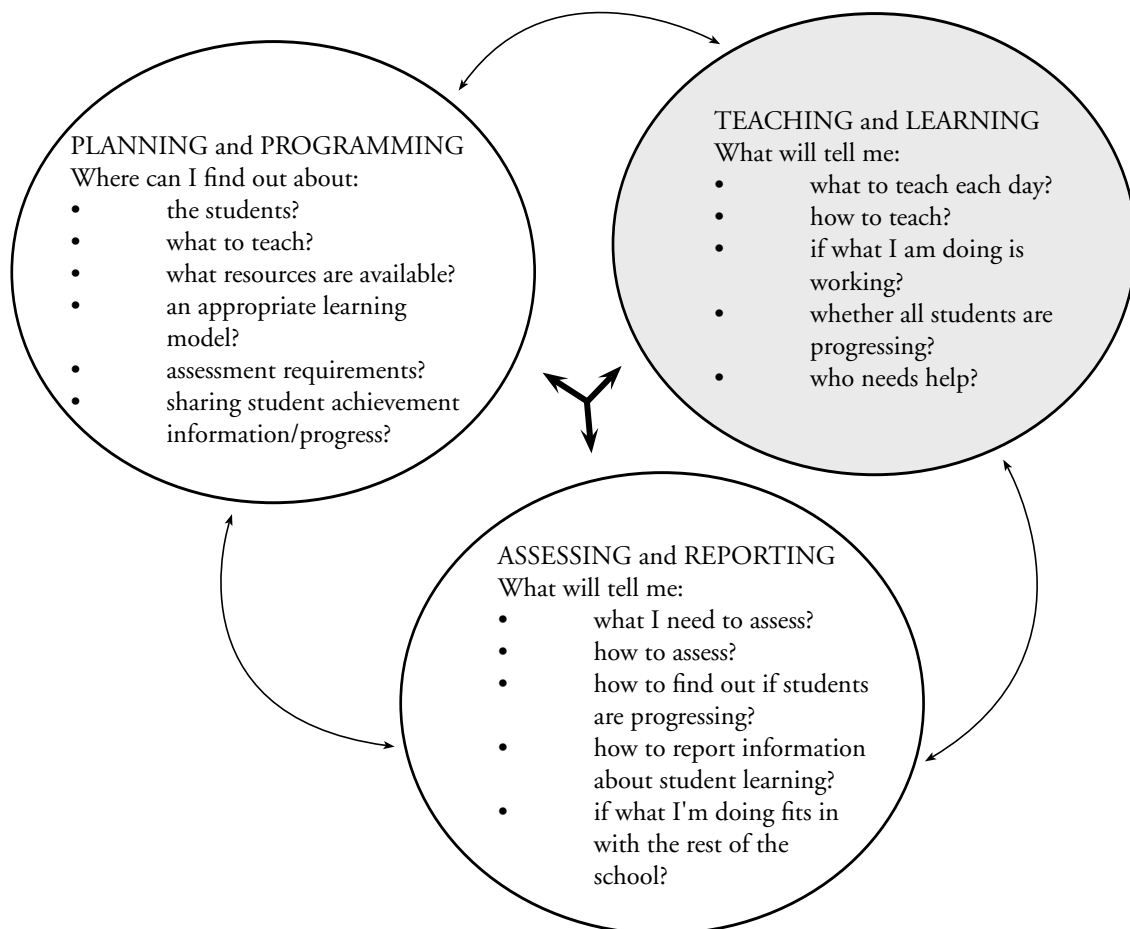 PLANNING and PROGRAMMING
Where can I find out about:
• the students?
• what to teach?
• what resources are available?
• an appropriate learning
model?
• assessment requirements?
• sharing student achievement
information/progress?
TEACHING and LEARNING
What will tell me:
• what to teach each day?
• how to teach?
• if what I am doing is
working?
• whether all students are
progressing?
• who needs help?
ASSESSING and REPORTING
What will tell me:
• what I need to assess?
• how to assess?
• how to find out if students
are progressing?
• how to report information
about student learning?
• if what I'm doing fits in
with the rest of the
school?